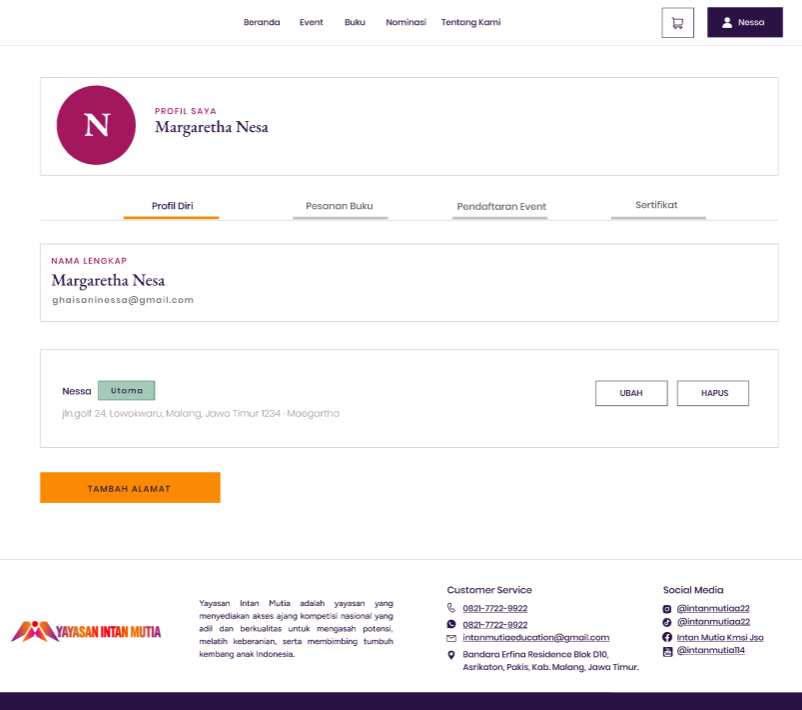 Beranda Event Buku Nominasi Tentang Kami Nessa
N
PROFIL SAYA
Margaretha Nesa
Profil Diri Pesanan Buku Pendaftaran Event Sertifikat
NAMA LENGKAP
Margaretha Nesa
ghaisaninessa@gmail.com
Nessa Utama
jln.golf 24, Lowokwaru, Malang, Jawa Timur 1234 · Maegartha
UBAH HAPUS
TAMBAH ALAMAT
YAYASAN INTAN MUTIA
Yayasan Intan Mutia adalah yayasan yang
menyediakan akses ajang kompetisi nasional yang
adil dan berkualitas untuk mengasah potensi,
melatih keberanian, serta membimbing tumbuh
kembang anak Indonesia.
Customer Service
0821-7722-9922
0821-7722-9922
intanmutiaeducation@gmail.com
Bandara Erfina Residence Blok D10,
Asrikaton, Pakis, Kab. Malang, Jawa Timur.
Social Media
@intanmutiaa22
@intanmutiaa22
Intan Mutia Kmsi Jso
@intanmutia114